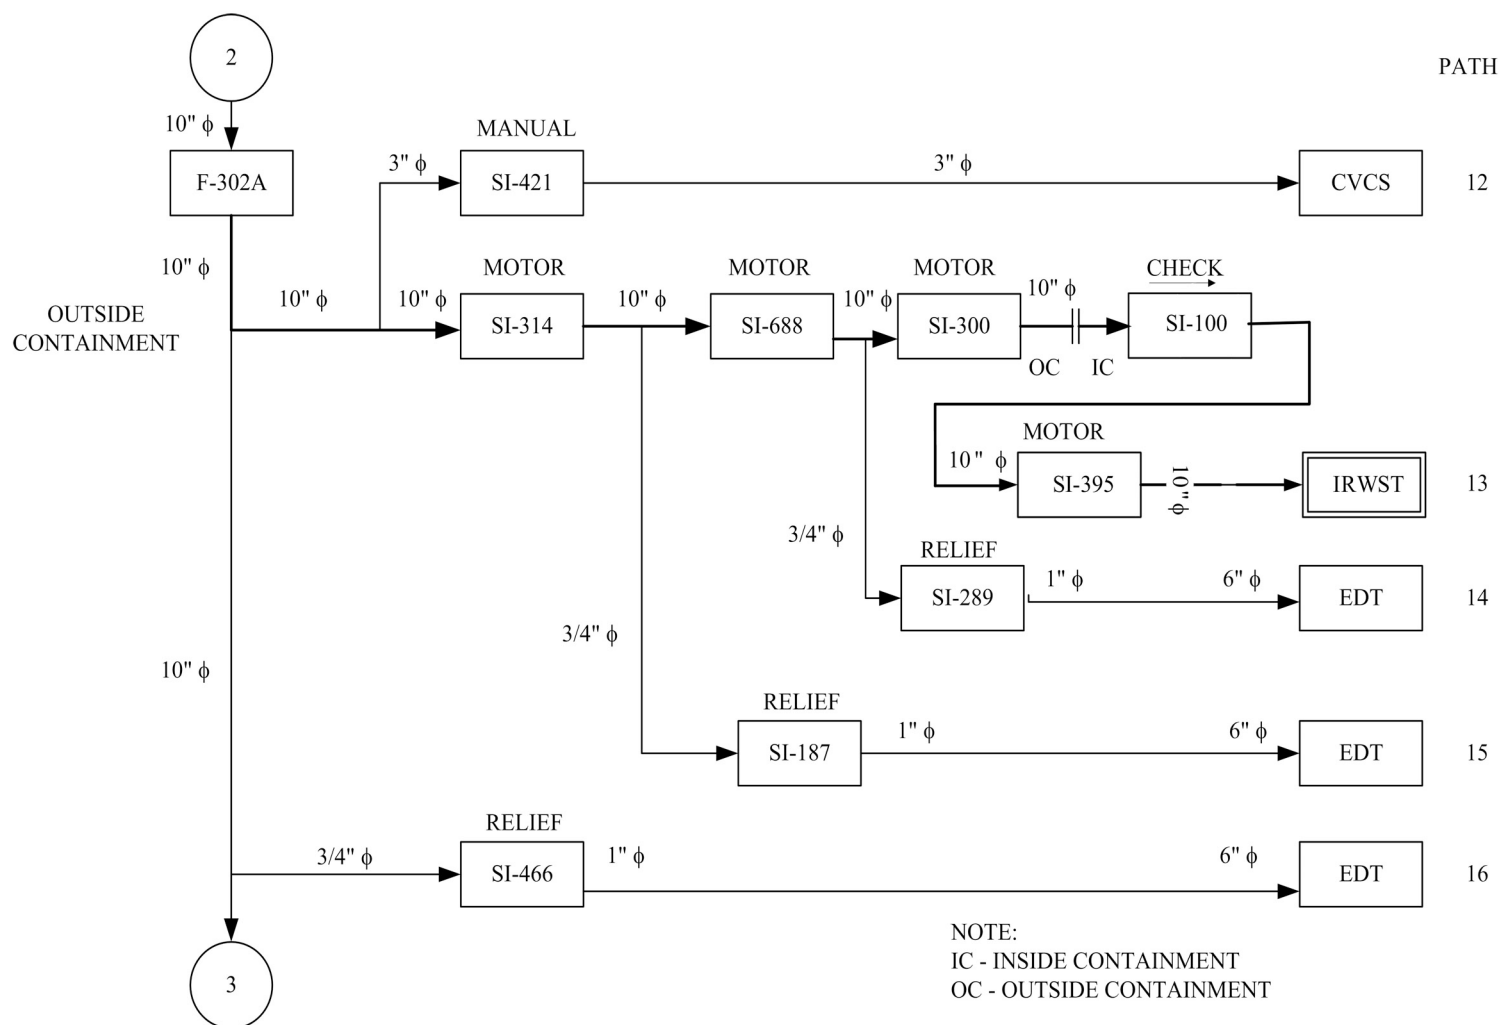 2
PATH
10" ϕ
MANUAL
F-302A
3" ϕ
SI-421
3" ϕ
CVCS
12
10" ϕ
MOTOR
MOTOR
MOTOR
CHECK
OUTSIDE
CONTAINMENT
10" ϕ
10" ϕ
SI-314
10" ϕ
SI-688
10" ϕ
SI-300
10" ϕ
SI-100
OC
IC
MOTOR
10" ϕ
SI-395
10" ϕ
IRWST
13
3/4" ϕ
RELIEF
SI-289
1" ϕ
6" ϕ
EDT
14
3/4" ϕ
10" ϕ
RELIEF
SI-187
1" ϕ
6" ϕ
EDT
15
RELIEF
3/4" ϕ
SI-466
1" ϕ
6" ϕ
EDT
16
3
NOTE:
IC - INSIDE CONTAINMENT
OC - OUTSIDE CONTAINMENT